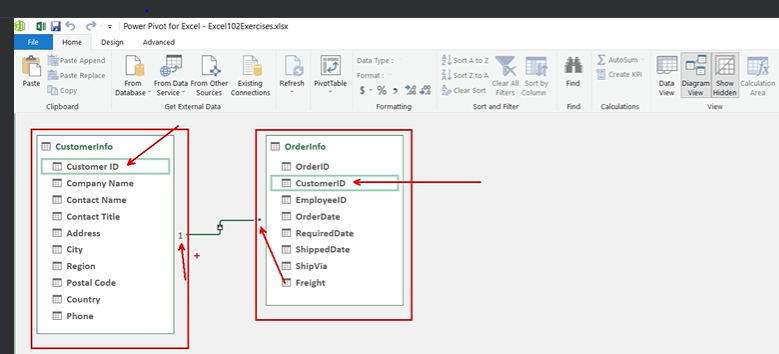 Power Pivot for Excel - Excel102Exercises.xlsx
File Home Design Advanced
Paste
Paste Append
Paste Replace
Copy
Clipboard
From Database
From Data Service
From Other Sources
Existing Connections
Get External Data
Refresh
PivotTable
Data Type :
Format :
$ % ,
Formatting
Sort A to Z
Sort Z to A
Clear Sort
Clear All Filters
Sort by Column
Sort and Filter
Find
Find
AutoSum
Create KPI
Calculations
Data View
Diagram View
Show Hidden
Calculation Area
View
CustomerInfo
Customer ID
Company Name
Contact Name
Contact Title
Address
City
Region
Postal Code
Country
Phone
1
*
OrderInfo
OrderID
CustomerID
EmployeeID
OrderDate
RequiredDate
ShippedDate
ShipVia
Freight